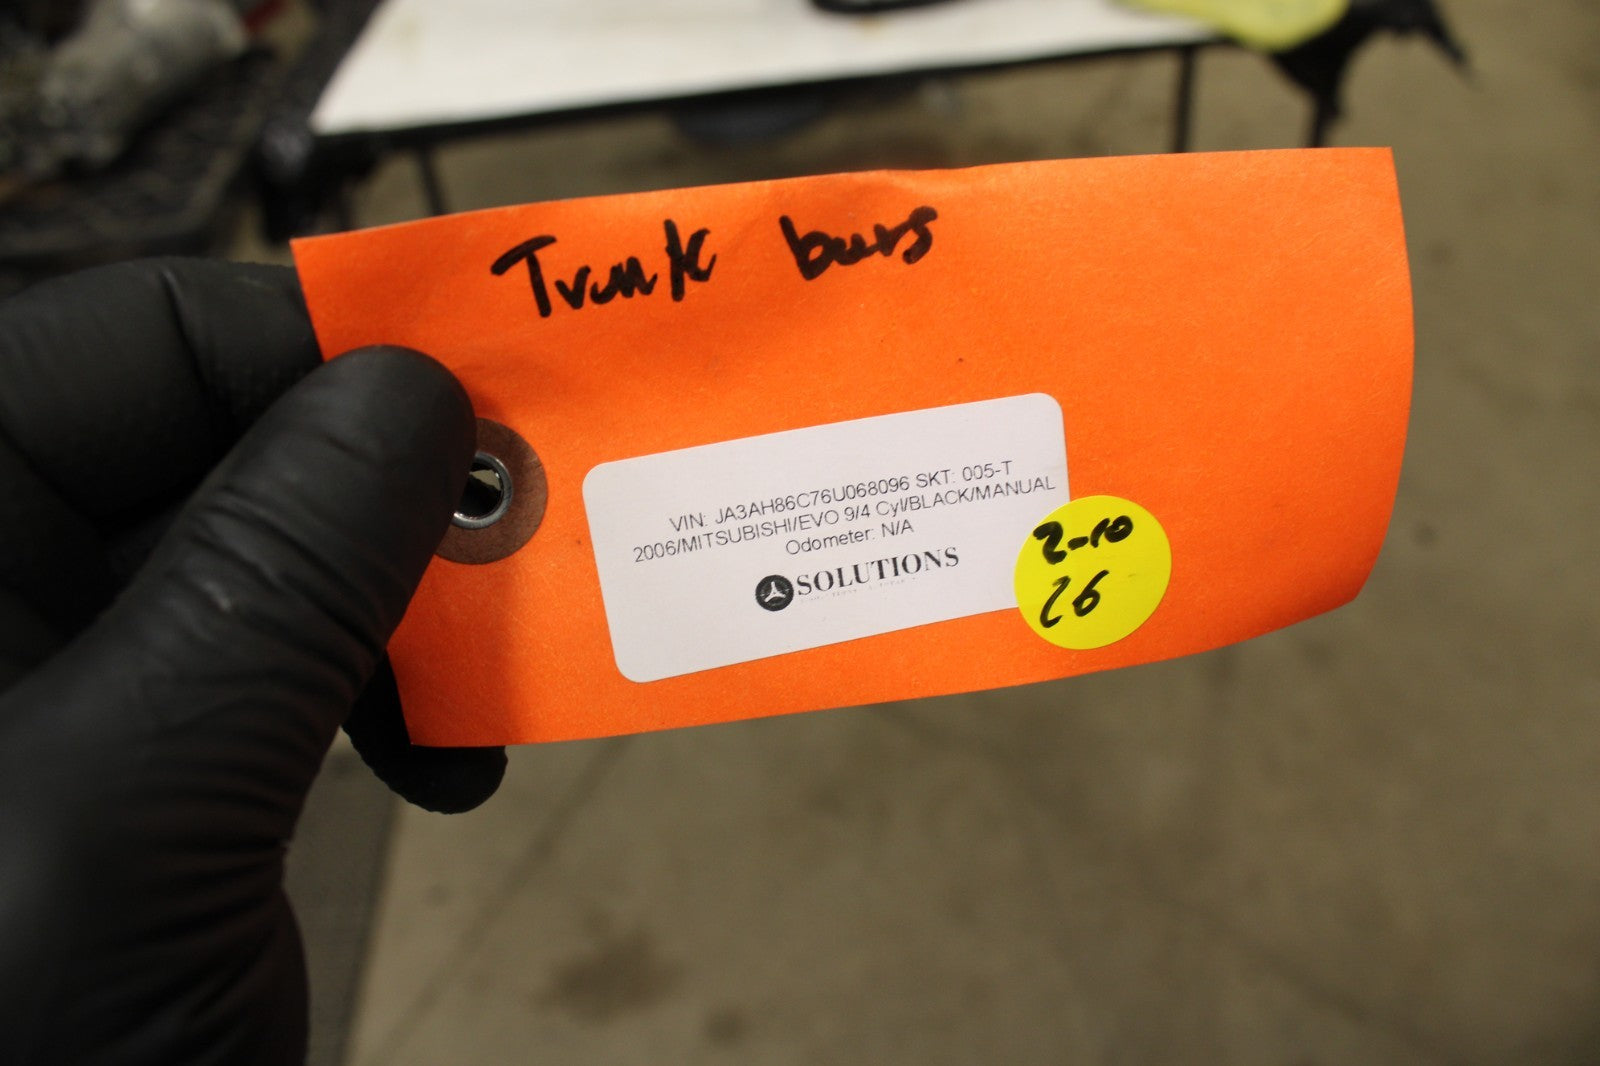 Trunk bars
VIN: JA3AH86C76U068096 SKT: 005-T
2006/MITSUBISHI/EVO 9/4 Cyl/BLACK/MANUAL
Odometer: N/A
SOLUTIONS
2-10
26